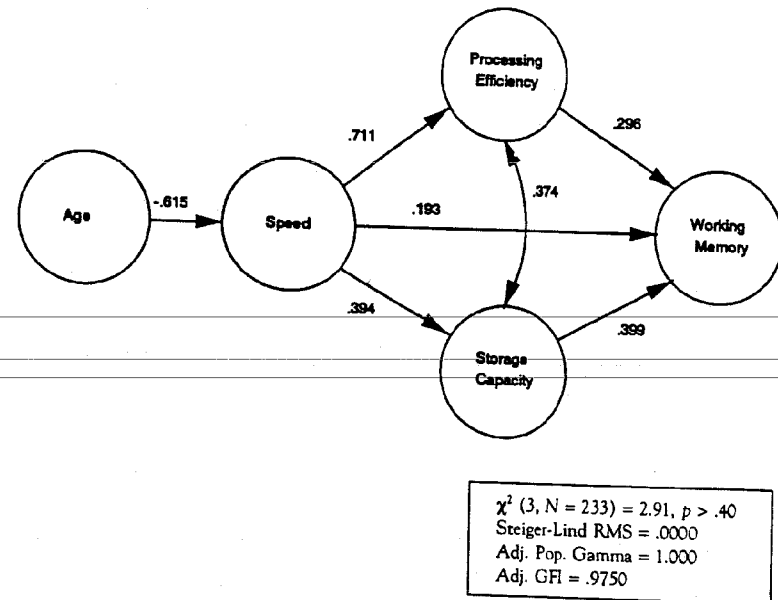 Processing
Efficiency
.711
.296
-.615
.374
Age
Speed
.193
Working
Memory
.394
.399
Storage
Capacity
χ² (3, N = 233) = 2.91, p > .40
Steiger-Lind RMS = .0000
Adj. Pop. Gamma = 1.000
Adj. GFI = .9750